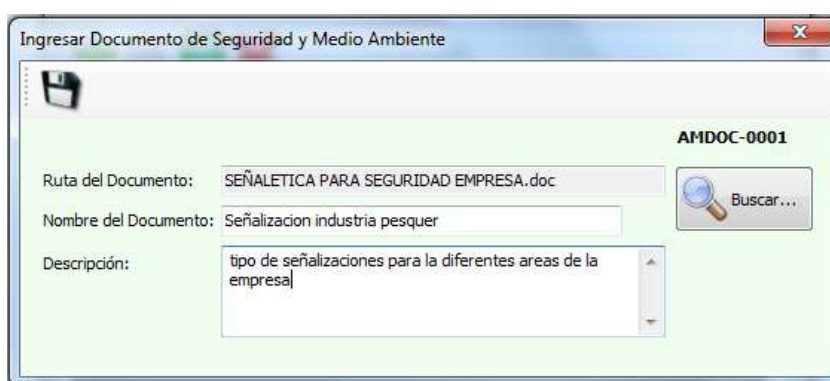 Ingresar Documento de Seguridad y Medio Ambiente
AMDOC-0001
Ruta del Documento: SEÑALETICA PARA SEGURIDAD EMPRESA.doc
Buscar...
Nombre del Documento: Señalizacion industria pesquer
Descripción: tipo de señalizaciones para la diferentes areas de la
empresa